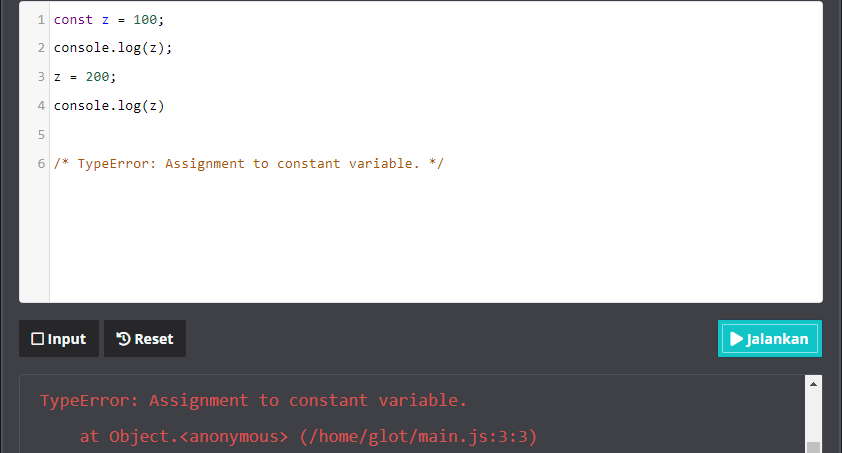 1 const z = 100;
2 console.log(z);
3 z = 200;
4 console.log(z)
5
6 /* TypeError: Assignment to constant variable. */
Input Reset Jalankan
TypeError: Assignment to constant variable.
at Object.<anonymous> (/home/glot/main.js:3:3)